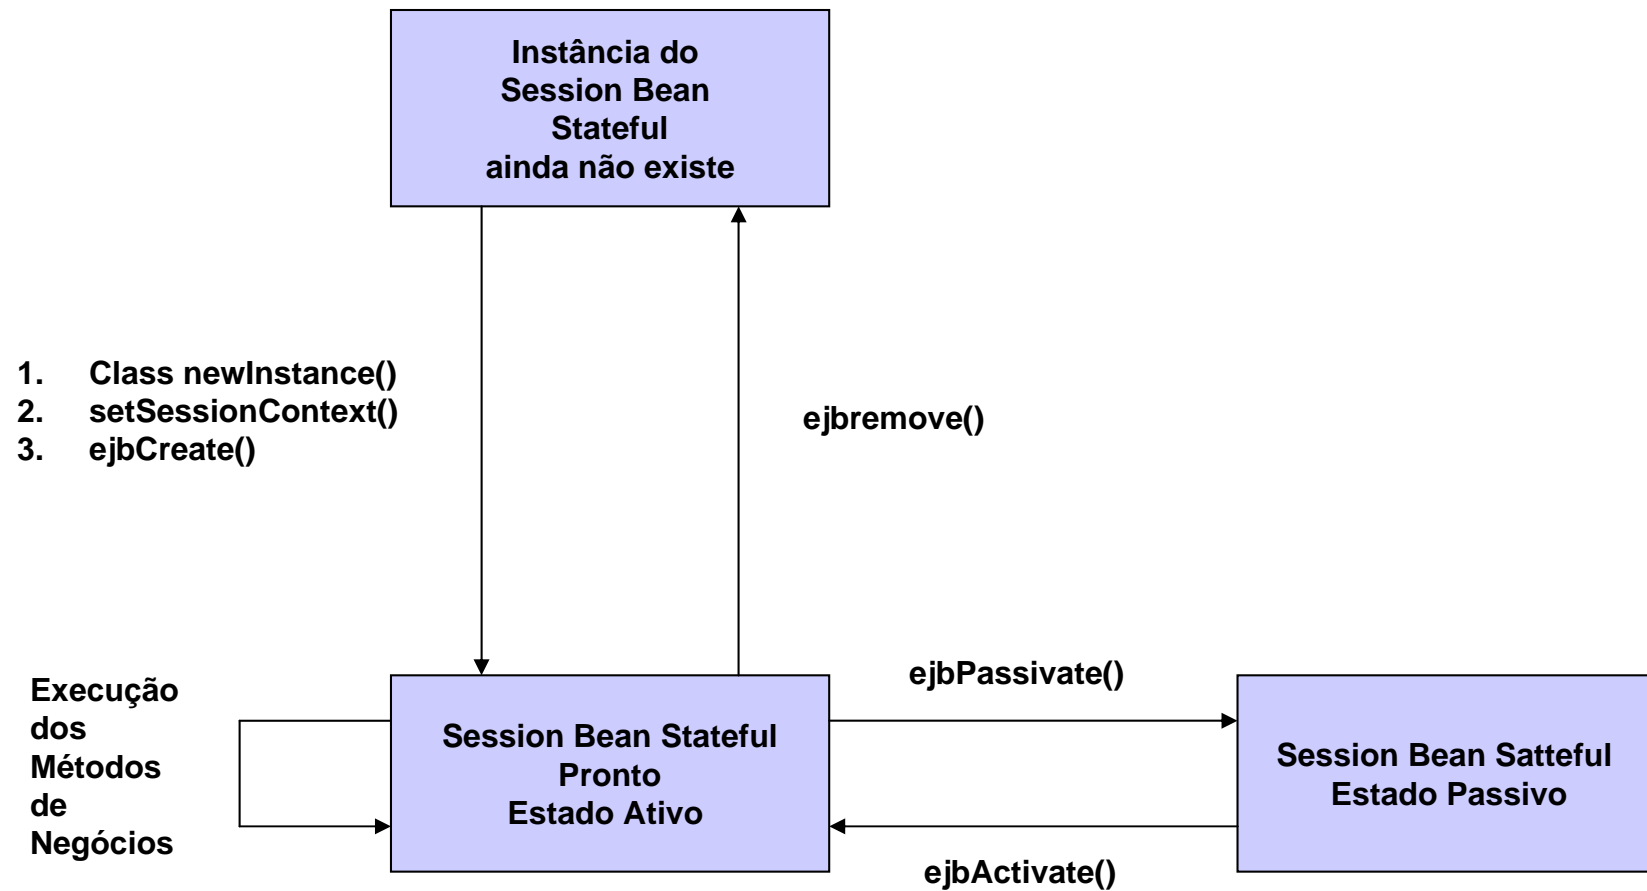 Instância do
Session Bean
Stateful
ainda não existe
1. Class newInstance()
2. setSessionContext()
3. ejbCreate()
ejbremove()
Execução
dos
Métodos
de
Negócios
Session Bean Stateful
Pronto
Estado Ativo
ejbPassivate()
Session Bean Satteful
Estado Passivo
ejbActivate()